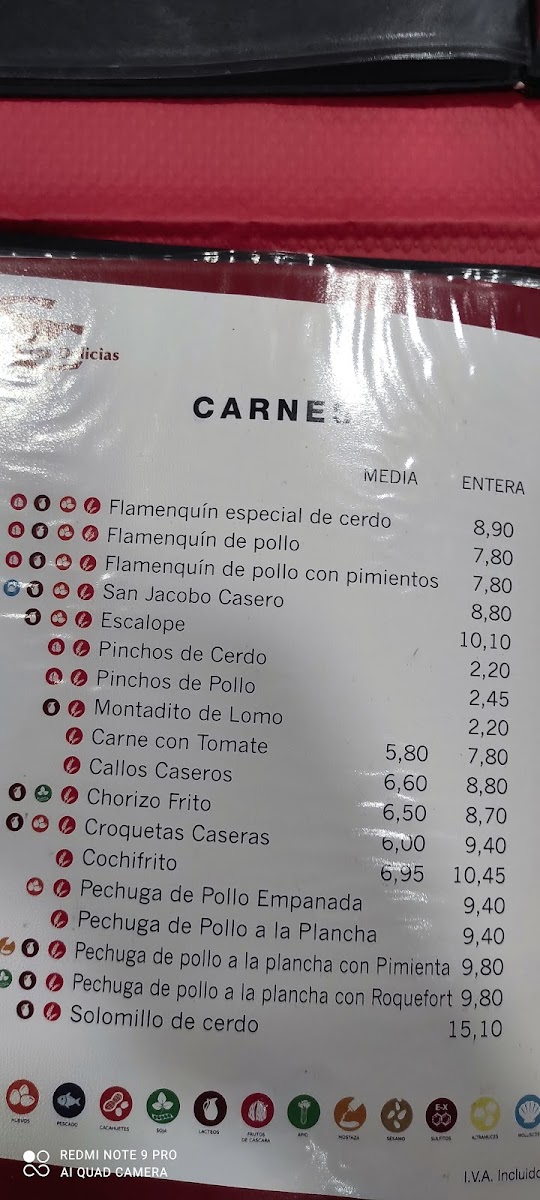 Delicias
CARNES
MEDIA ENTERA
Flamenquín especial de cerdo 8,90
Flamenquín de pollo 7,80
Flamenquín de pollo con pimientos 7,80
San Jacobo Casero 8,80
Escalope 10,10
Pinchos de Cerdo 2,20
Pinchos de Pollo 2,45
Montadito de Lomo 2,20
Carne con Tomate 5,80 7,80
Callos Caseros 6,60 8,80
Chorizo Frito 6,50 8,70
Croquetas Caseras 6,00 9,40
Cochifrito 6,95 10,45
Pechuga de Pollo Empanada 9,40
Pechuga de Pollo a la Plancha 9,40
Pechuga de pollo a la plancha con Pimienta 9,80
Pechuga de pollo a la plancha con Roquefort 9,80
Solomillo de cerdo 15,10
E-X
HUEVOS PESCADO CACAHUETES SOJA LÁCTEOS FRUTOS DE CÁSCARA APIO MOSTAZA SÉSAMO SULFITOS ALTRAMUCES MOLUSCOS
I.V.A. Incluido
REDMI NOTE 9 PRO
AI QUAD CAMERA